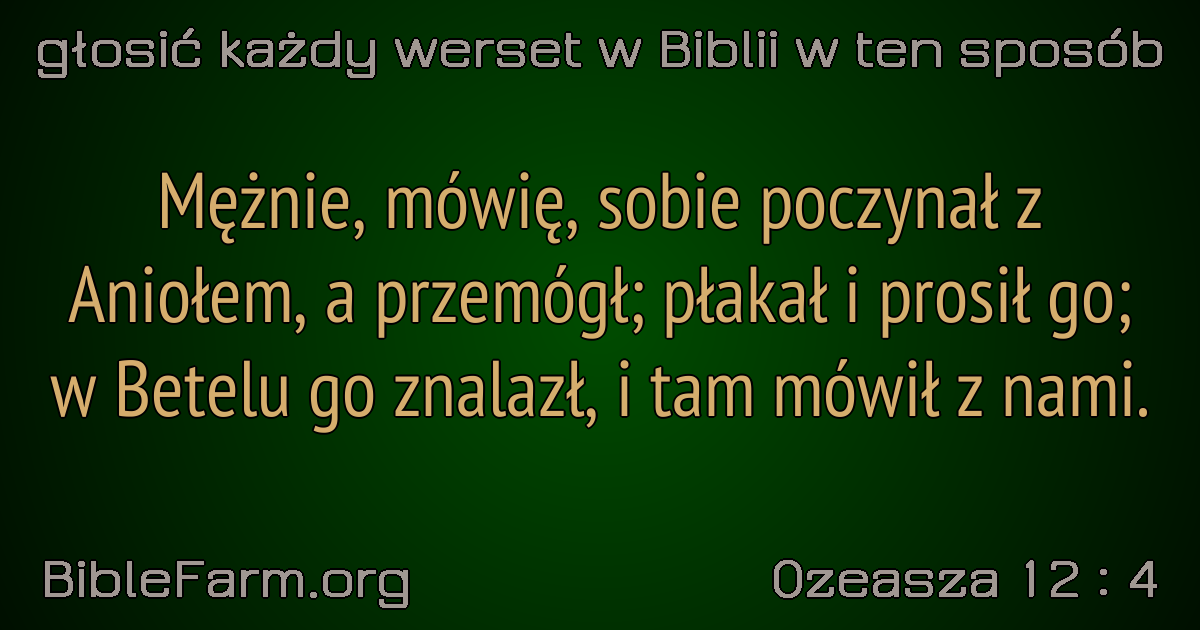 głosić każdy werset w Biblii w ten sposób
Mężnie, mówię, sobie poczynał z
Aniołem, a przemógł; płakał i prosił go;
w Betelu go znalazł, i tam mówił z nami.
BibleFarm.org
Ozeasza 12 : 4